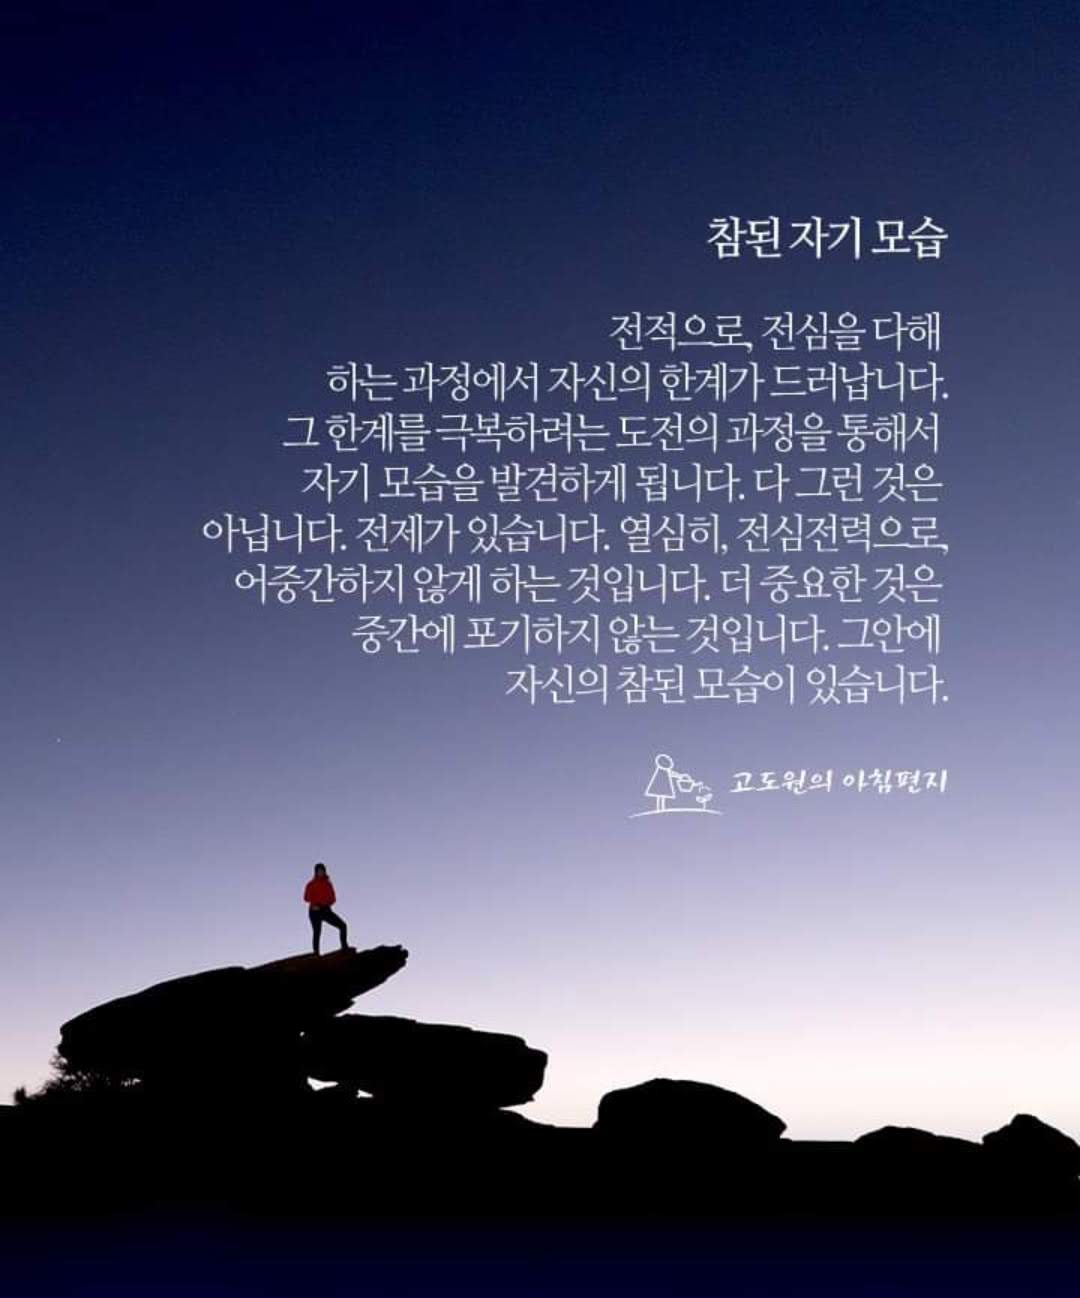 참된 자기 모습
전적으로, 전심을 다해
하는 과정에서 자신의 한계가 드러납니다.
그 한계를 극복하려는 도전의 과정을 통해서
자기 모습을 발견하게 됩니다. 다 그런 것은
아닙니다. 전제가 있습니다. 열심히, 전심전력으로,
어중간하지 않게 하는 것입니다. 더 중요한 것은
중간에 포기하지 않는 것입니다. 그안에
자신의 참된 모습이 있습니다.
고도원의 아침편지